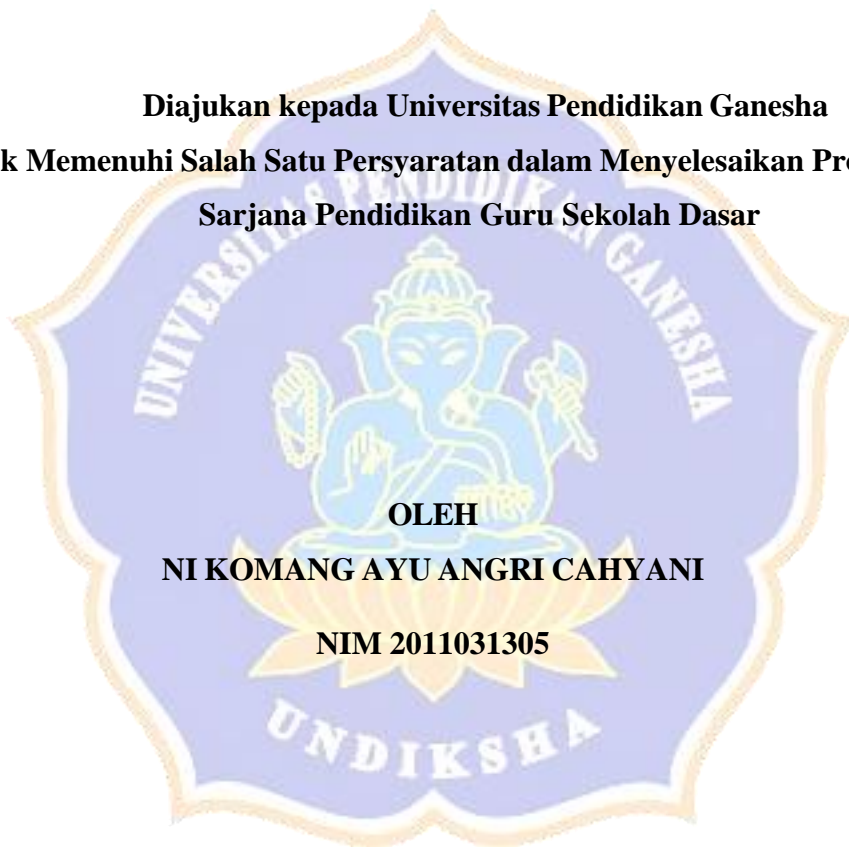 Diajukan kepada Universitas Pendidikan Ganesha
k Memenuhi Salah Satu Persyaratan dalam Menyelesaikan Pr
Sarjana Pendidikan Guru Sekolah Dasar
UNIVERSITAS PENDIDIKAN GANESHA
OLEH
NI KOMANG AYU ANGRI CAHYANI
NIM 2011031305
UNDIKSHA